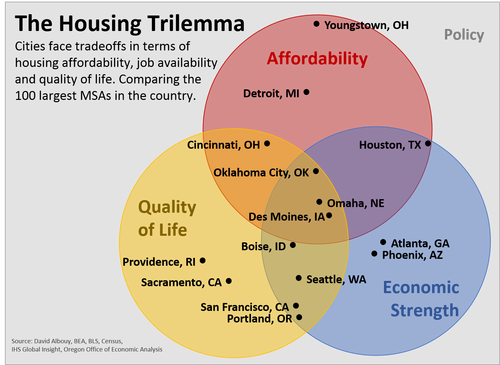 The Housing Trilemma
Cities face tradeoffs in terms of
housing affordability, job availability
and quality of life. Comparing the
100 largest MSAs in the country.
Policy
Youngstown, OH
Affordability
Detroit, MI
Cincinnati, OH
Houston, TX
Oklahoma City, OK
Omaha, NE
Des Moines, IA
Quality
of Life
Boise, ID
Atlanta, GA
Phoenix, AZ
Providence, RI
Sacramento, CA
Seattle, WA
Economic
Strength
San Francisco, CA
Portland, OR
Source: David Albouy, BEA, BLS, Census,
IHS Global Insight, Oregon Office of Economic Analysis